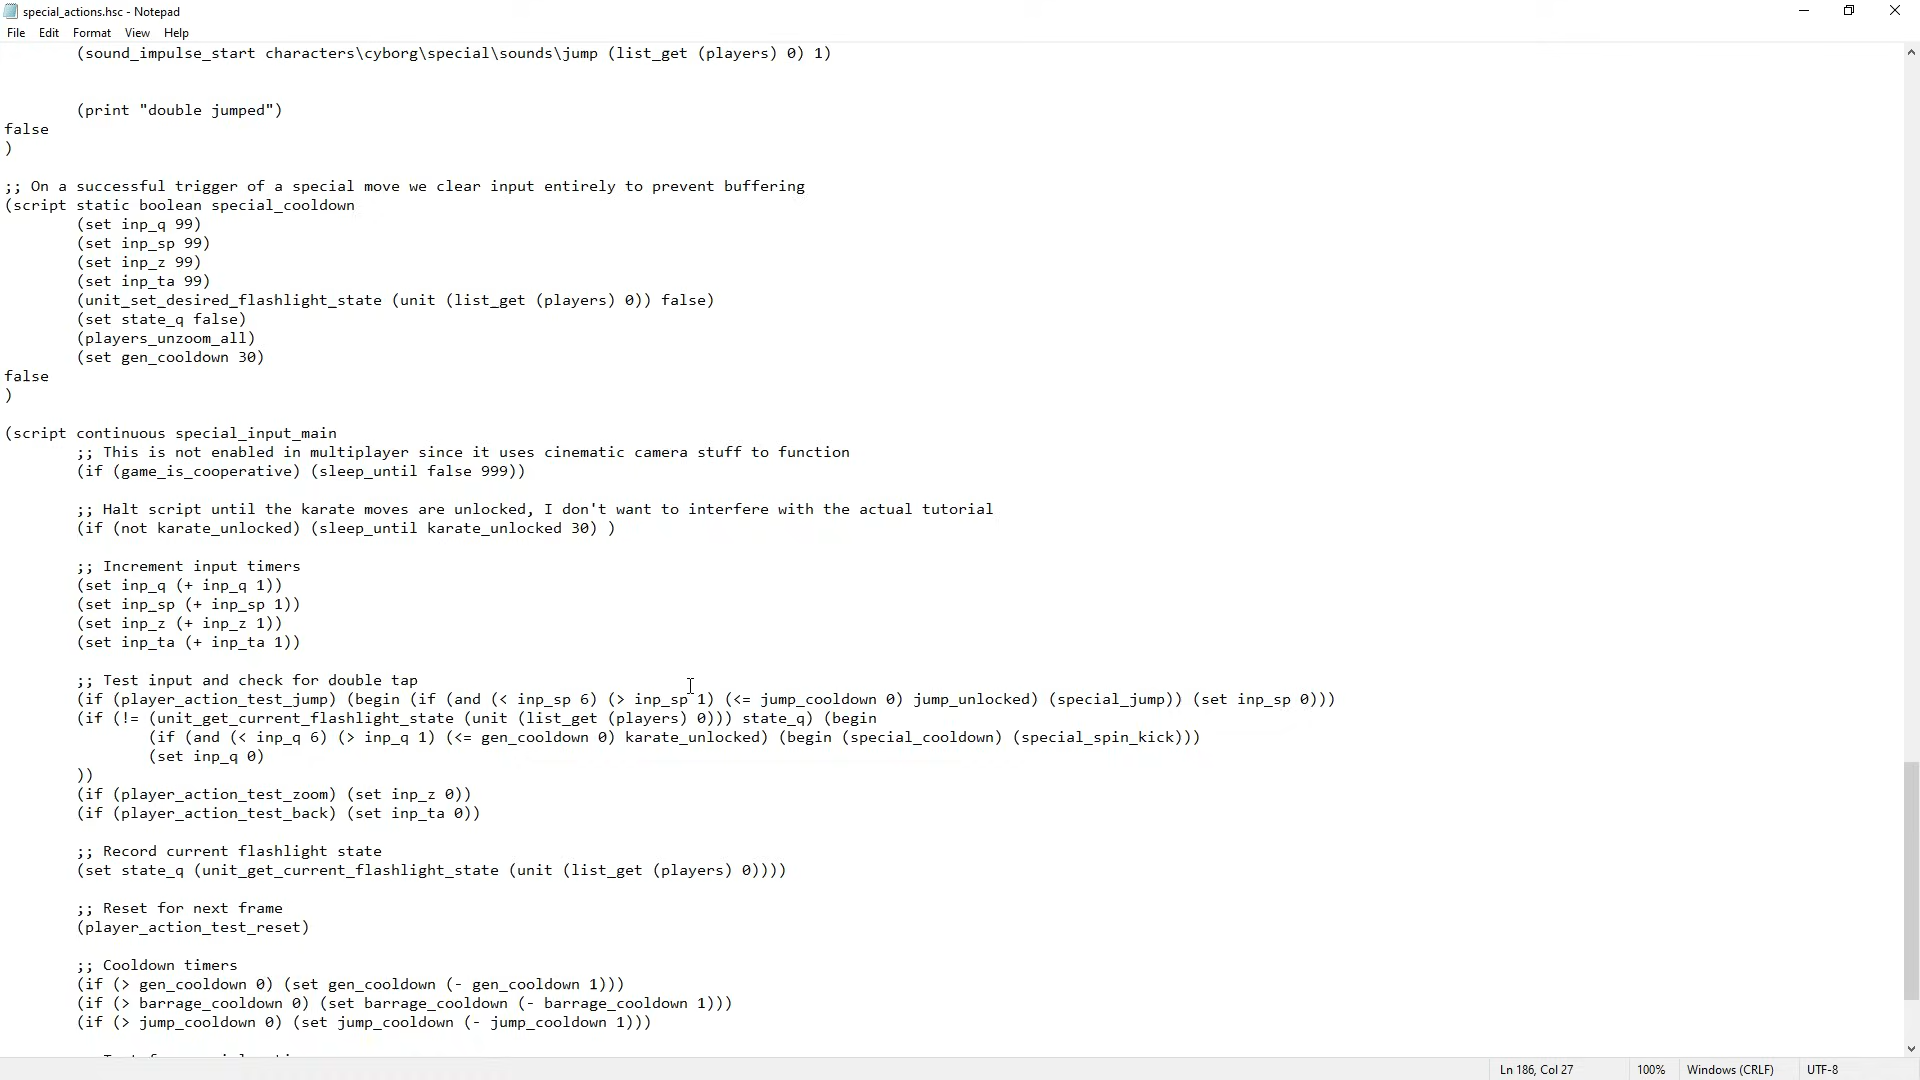 special_actions.hsc - Notepad
File Edit Format View Help
(sound_impulse_start characters\cyborg\special\sounds\jump (list_get (players) 0) 1)
(print "double jumped")
false
)
;; On a successful trigger of a special move we clear input entirely to prevent buffering
(script static boolean special_cooldown
(set inp_q 99)
(set inp_sp 99)
(set inp_z 99)
(set inp_ta 99)
(unit_set_desired_flashlight_state (unit (list_get (players) 0)) false)
(set state_q false)
(players_unzoom_all)
(set gen_cooldown 30)
false
)
(script continuous special_input_main
;; This is not enabled in multiplayer since it uses cinematic camera stuff to function
(if (game_is_cooperative) (sleep_until false 999))
;; Halt script until the karate moves are unlocked, I don't want to interfere with the actual tutorial
(if (not karate_unlocked) (sleep_until karate_unlocked 30) )
;; Increment input timers
(set inp_q (+ inp_q 1))
(set inp_sp (+ inp_sp 1))
(set inp_z (+ inp_z 1))
(set inp_ta (+ inp_ta 1))
;; Test input and check for double tap
(if (player_action_test_jump) (begin (if (and (< inp_sp 6) (> inp_sp 1) (<= jump_cooldown 0) jump_unlocked) (special_jump)) (set inp_sp 0)))
(if (!= (unit_get_current_flashlight_state (unit (list_get (players) 0))) state_q) (begin
(if (and (< inp_q 6) (> inp_q 1) (<= gen_cooldown 0) karate_unlocked) (begin (special_cooldown) (special_spin_kick)))
(set inp_q 0)
))
(if (player_action_test_zoom) (set inp_z 0))
(if (player_action_test_back) (set inp_ta 0))
;; Record current flashlight state
(set state_q (unit_get_current_flashlight_state (unit (list_get (players) 0))))
;; Reset for next frame
(player_action_test_reset)
;; Cooldown timers
(if (> gen_cooldown 0) (set gen_cooldown (- gen_cooldown 1)))
(if (> barrage_cooldown 0) (set barrage_cooldown (- barrage_cooldown 1)))
(if (> jump_cooldown 0) (set jump_cooldown (- jump_cooldown 1)))
Ln 186, Col 27 100% Windows (CRLF) UTF-8